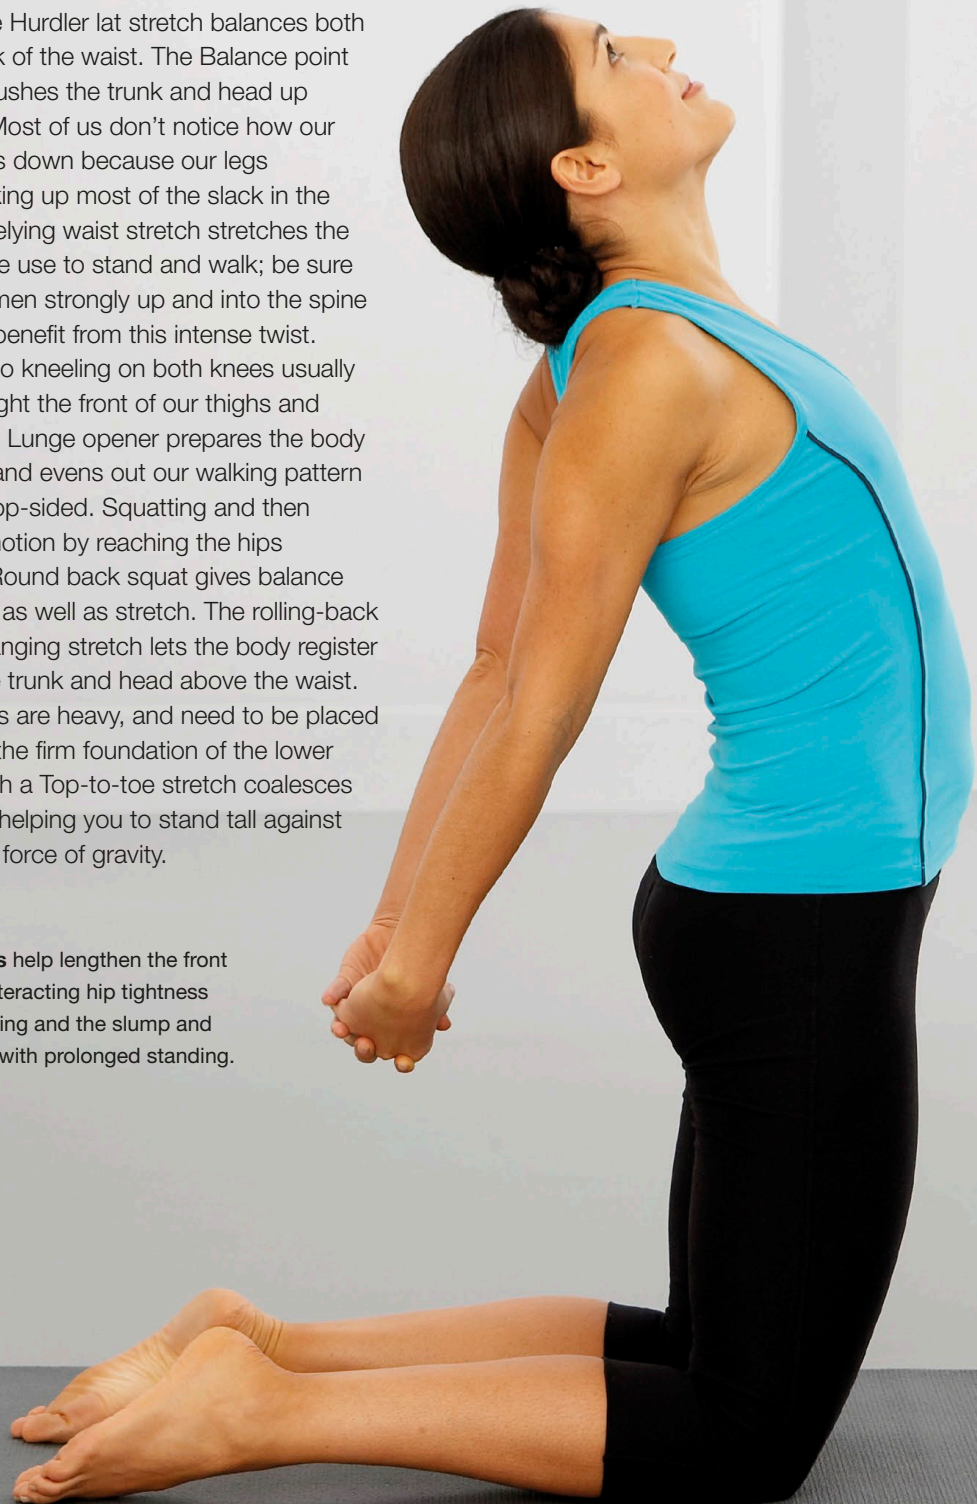 Hurdler lat stretch balances both
of the waist. The Balance point
ushes the trunk and head up
Most of us don’t notice how our
s down because our legs
ing up most of the slack in the
elying waist stretch stretches the
e use to stand and walk; be sure
men strongly up and into the spine
benefit from this intense twist.
o kneeling on both knees usually
ght the front of our thighs and
Lunge opener prepares the body
and evens out our walking pattern
op-sided. Squatting and then
otion by reaching the hips
Round back squat gives balance
as well as stretch. The rolling-back
anging stretch lets the body register
e trunk and head above the waist.
s are heavy, and need to be placed
the firm foundation of the lower
h a Top-to-toe stretch coalesces
helping you to stand tall against
force of gravity.
s help lengthen the front
teracting hip tightness
ing and the slump and
with prolonged standing.